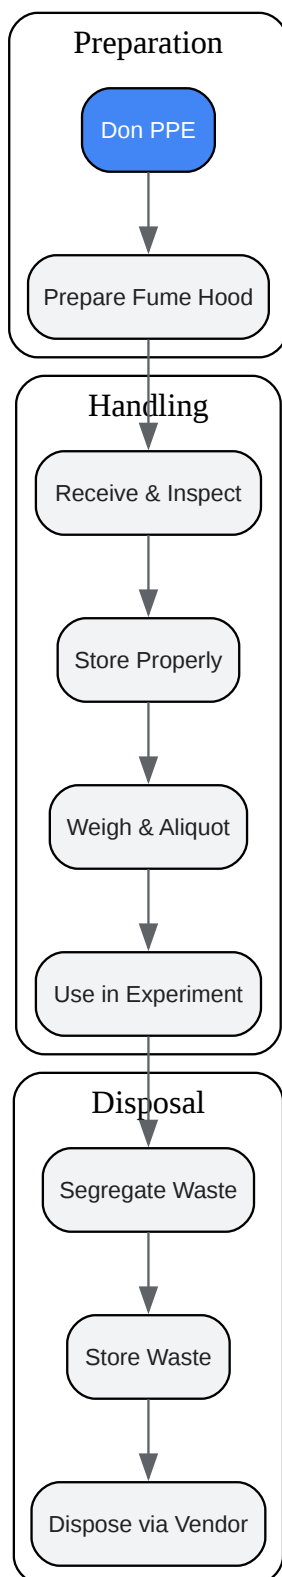 Preparation
Don PPE
Prepare Fume Hood
Handling
Receive & Inspect
Store Properly
Weigh & Aliquot
Use in Experiment
Disposal
Segregate Waste
Store Waste
Dispose via Vendor